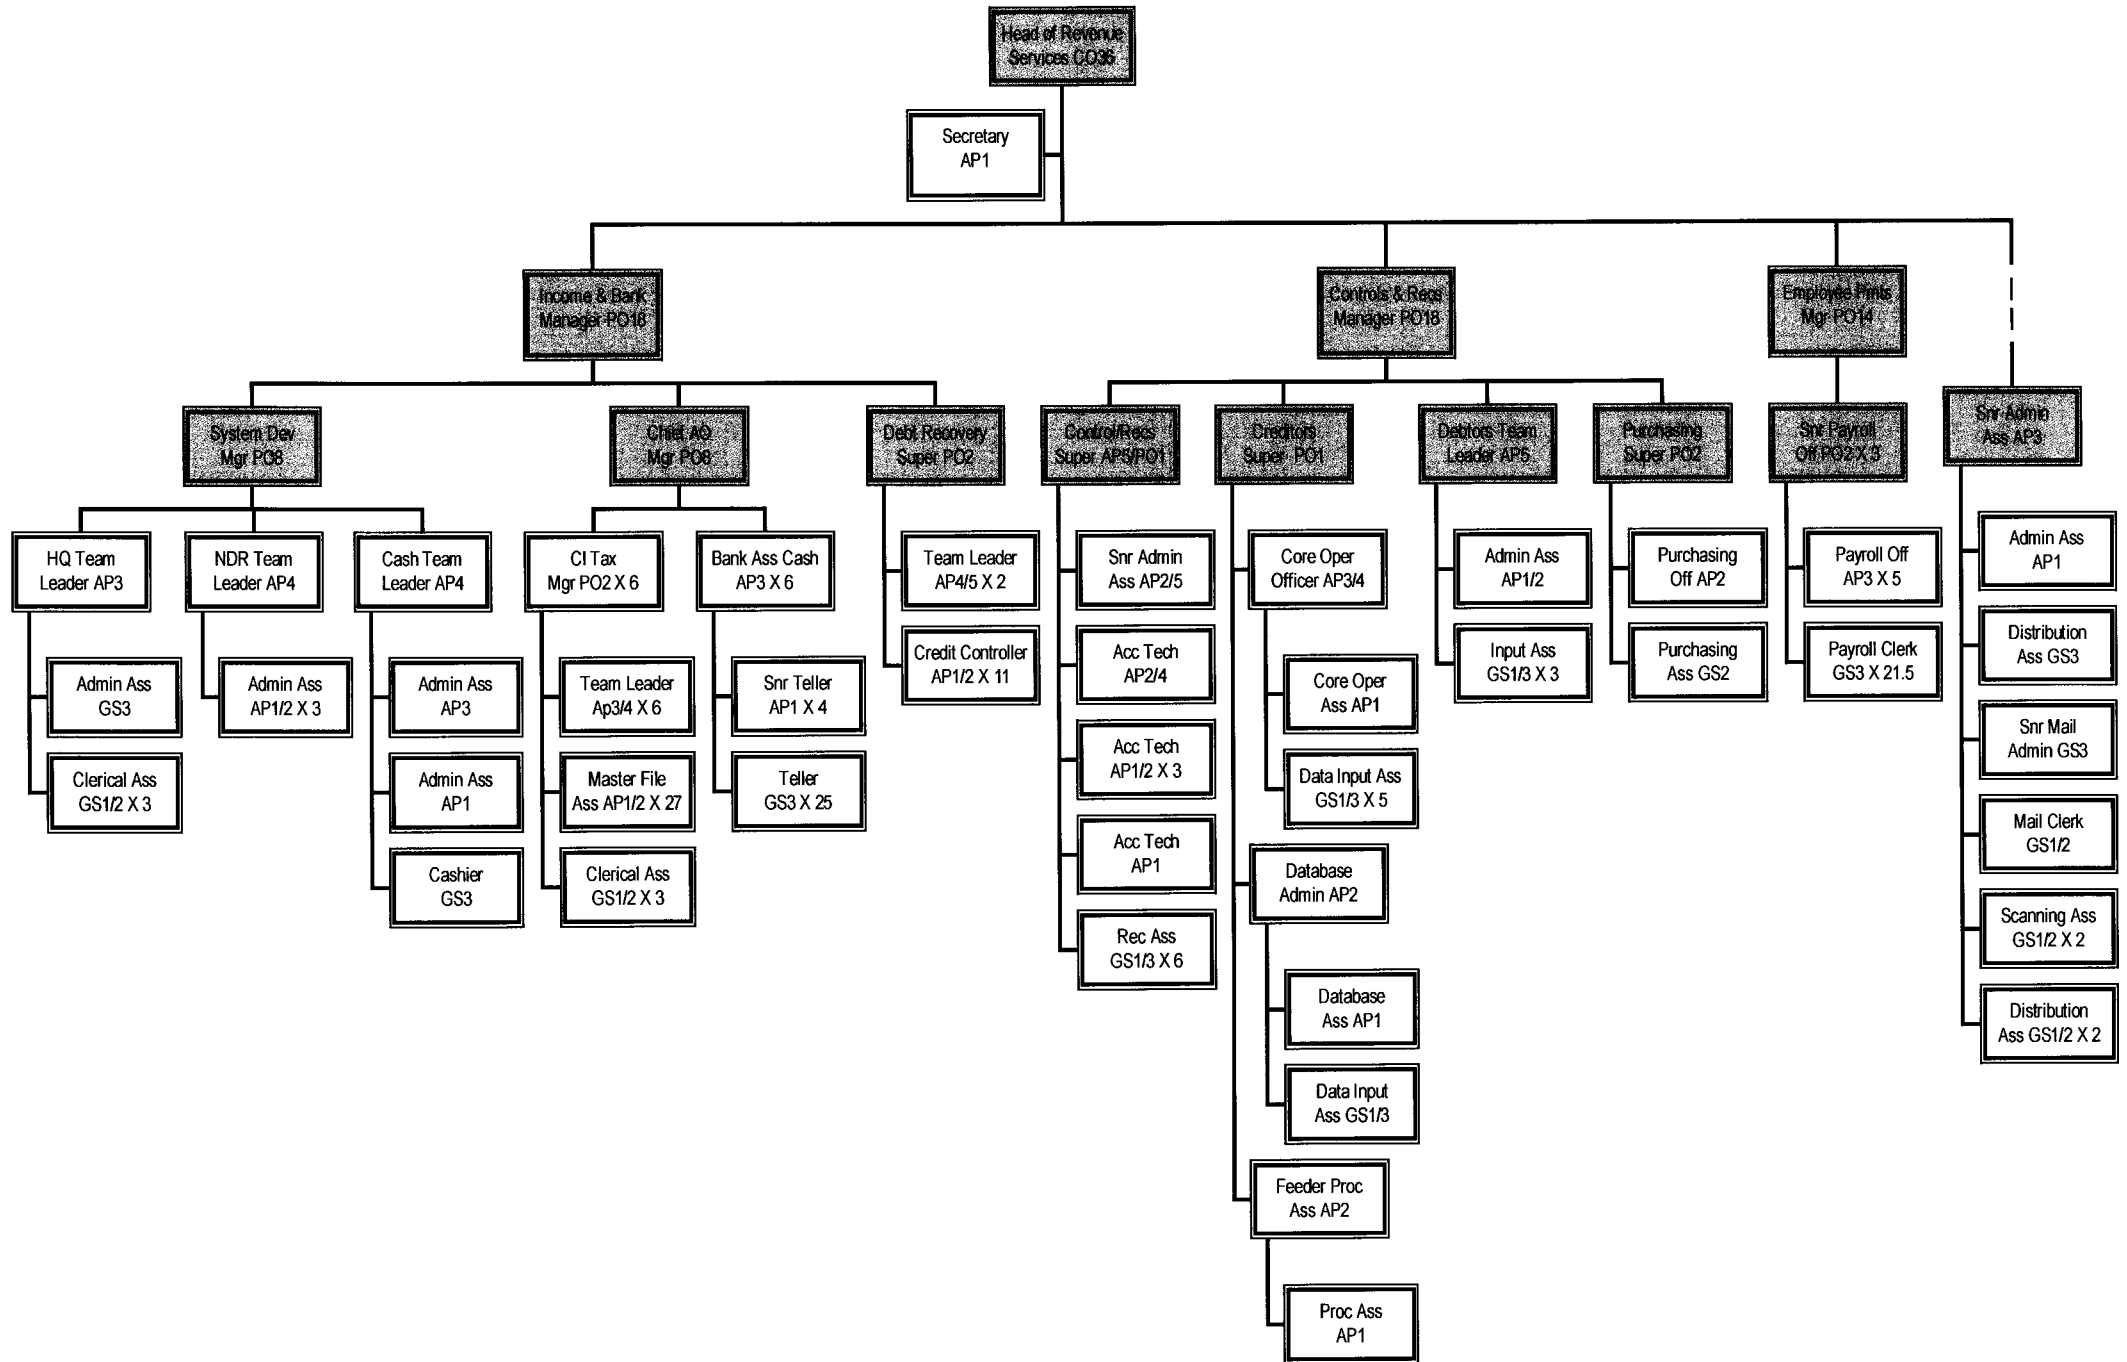 Head of Revenue
Services CO36
Secretary
AP1
Income & Bank
Manager PO18
Controls & Recs
Manager PO18
Employee Pmts
Mgr PO14
System Dev
Mgr PO8
Chief AO
Mgr PO8
Debt Recovery
Super PO2
Control/Recs
Super AP5/PO1
Creditors
Super PO1
Debtors Team
Leader AP5
Purchasing
Super PO2
Snr Payroll
Off PO2 X 3
Snr Admin
Ass AP3
HQ Team
Leader AP3
NDR Team
Leader AP4
Cash Team
Leader AP4
Cl Tax
Mgr PO2 X 6
Bank Ass Cash
AP3 X 6
Team Leader
AP4/5 X 2
Snr Admin
Ass AP2/5
Core Oper
Officer AP3/4
Admin Ass
AP1/2
Purchasing
Off AP2
Payroll Off
AP3 X 5
Admin Ass
AP1
Admin Ass
GS3
Admin Ass
AP1/2 X 3
Admin Ass
AP3
Team Leader
Ap3/4 X 6
Snr Teller
AP1 X 4
Credit Controller
AP1/2 X 11
Acc Tech
AP2/4
Core Oper
Ass AP1
Input Ass
GS1/3 X 3
Purchasing
Ass GS2
Payroll Clerk
GS3 X 21.5
Distribution
Ass GS3
Clerical Ass
GS1/2 X 3
Admin Ass
AP1
Master File
Ass AP1/2 X 27
Teller
GS3 X 25
Acc Tech
AP1/2 X 3
Data Input Ass
GS1/3 X 5
Snr Mail
Admin GS3
Cashier
GS3
Clerical Ass
GS1/2 X 3
Acc Tech
AP1
Database
Admin AP2
Mail Clerk
GS1/2
Rec Ass
GS1/3 X 6
Scanning Ass
GS1/2 X 2
Database
Ass AP1
Distribution
Ass GS1/2 X 2
Data Input
Ass GS1/3
Feeder Proc
Ass AP2
Proc Ass
AP1